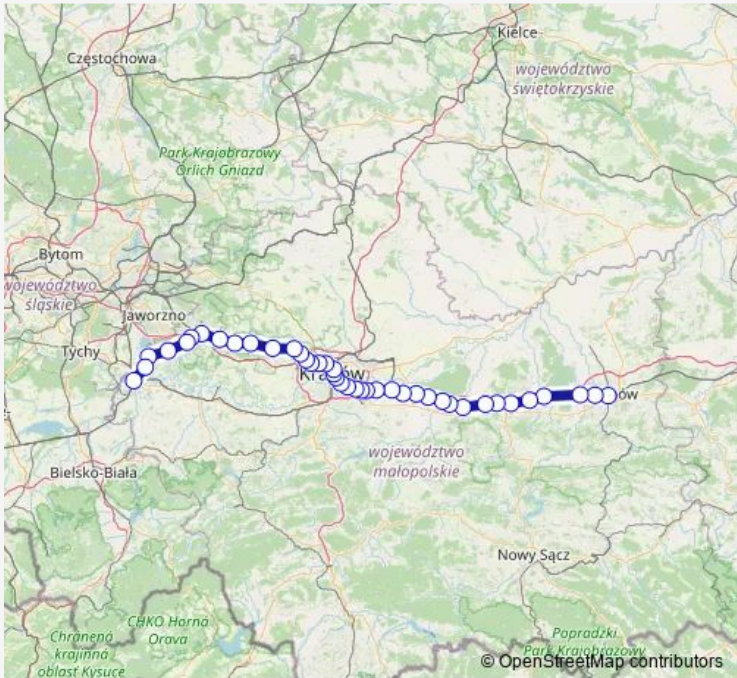 Kielce
Częstochowa
województwo
świętokrzyskie
Park Krajobrazowy
Orlich Gniazd
Bytom
województwo
śląskie
Jaworzno
Tychy
Kraków
ów
województwo
małopolskie
Bielsko-Biała
Nowy Sącz
CHKO Horná
Orava
Chránená
krajinná
oblasť Kysuce
Popradzki
Park Krajobrazowy
© OpenStreetMap contributors